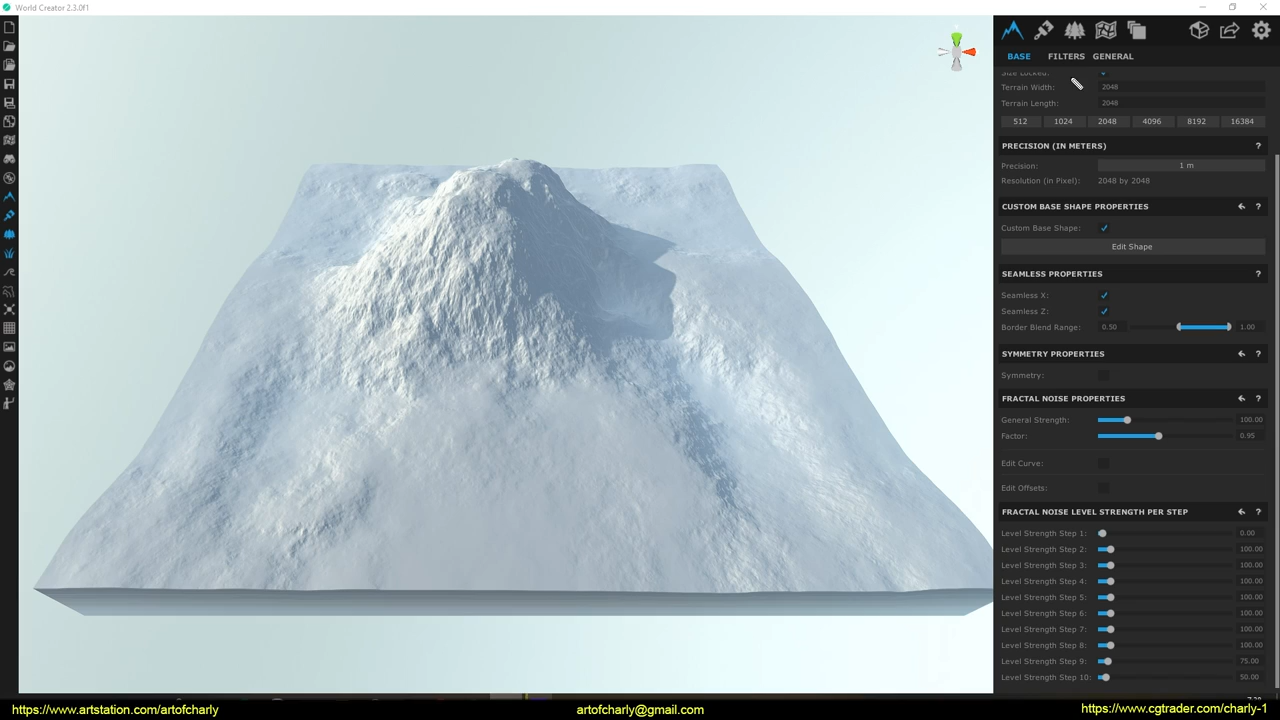 World Creator 2.3.0f1
BASE FILTERS GENERAL
Size Locked:
Terrain Width: 2048
Terrain Length: 2048
512 1024 2048 4096 8192 16384
PRECISION (IN METERS) ?
Precision: 1 m
Resolution (in Pixel): 2048 by 2048
CUSTOM BASE SHAPE PROPERTIES ?
Custom Base Shape:
Edit Shape
SEAMLESS PROPERTIES ?
Seamless X:
Seamless Z:
Border Blend Range: 0.50 1.00
SYMMETRY PROPERTIES ?
Symmetry:
FRACTAL NOISE PROPERTIES ?
General Strength: 100.00
Factor: 0.95
Edit Curve:
Edit Offsets:
FRACTAL NOISE LEVEL STRENGTH PER STEP ?
Level Strength Step 1: 0.00
Level Strength Step 2: 100.00
Level Strength Step 3: 100.00
Level Strength Step 4: 100.00
Level Strength Step 5: 100.00
Level Strength Step 6: 100.00
Level Strength Step 7: 100.00
Level Strength Step 8: 100.00
Level Strength Step 9: 75.00
Level Strength Step 10: 50.00
https://www.artstation.com/artofcharly artofcharly@gmail.com https://www.cgtrader.com/charly-1